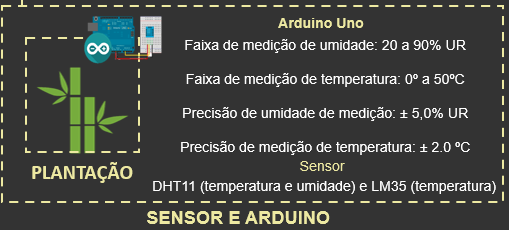 Arduino Uno
Faixa de medição de umidade: 20 a 90% UR
Faixa de medição de temperatura: 0º a 50ºC
Precisão de umidade de medição: ± 5,0% UR
Precisão de medição de temperatura: ± 2.0 ºC
Sensor
DHT11 (temperatura e umidade) e LM35 (temperatura)
PLANTAÇÃO
SENSOR E ARDUINO